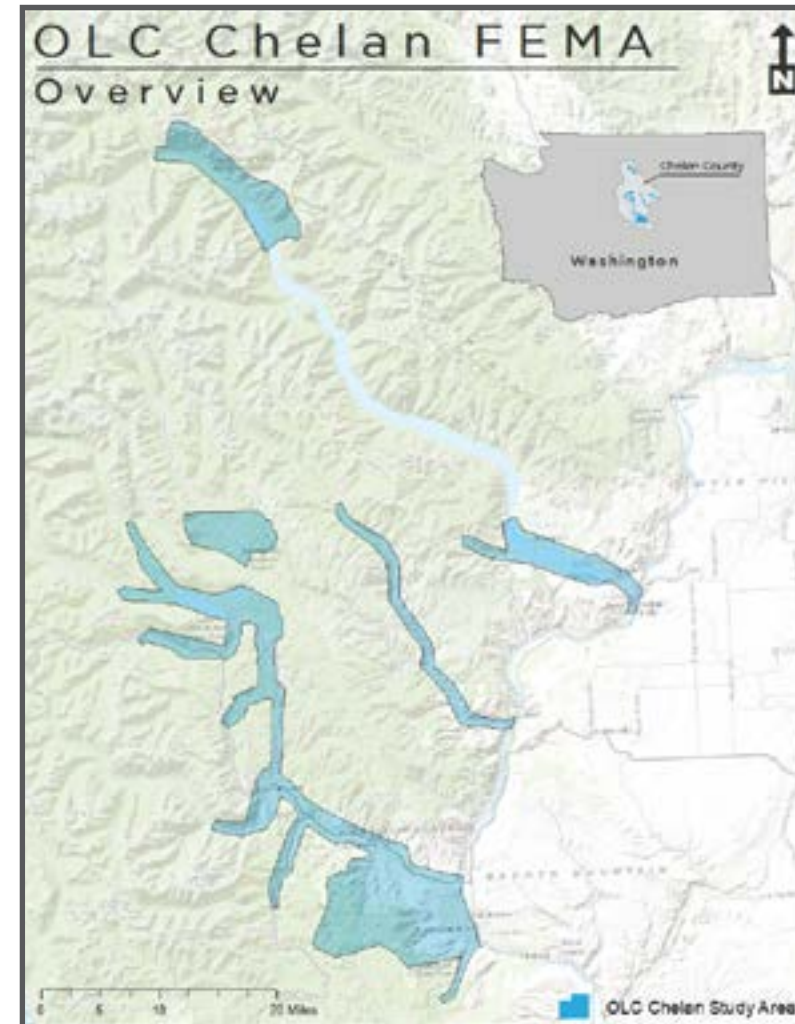 OLC Chelan FEMA
Overview
N
Chelan County
Washington
0 5 10 20 Miles
OLC Chelan Study Area